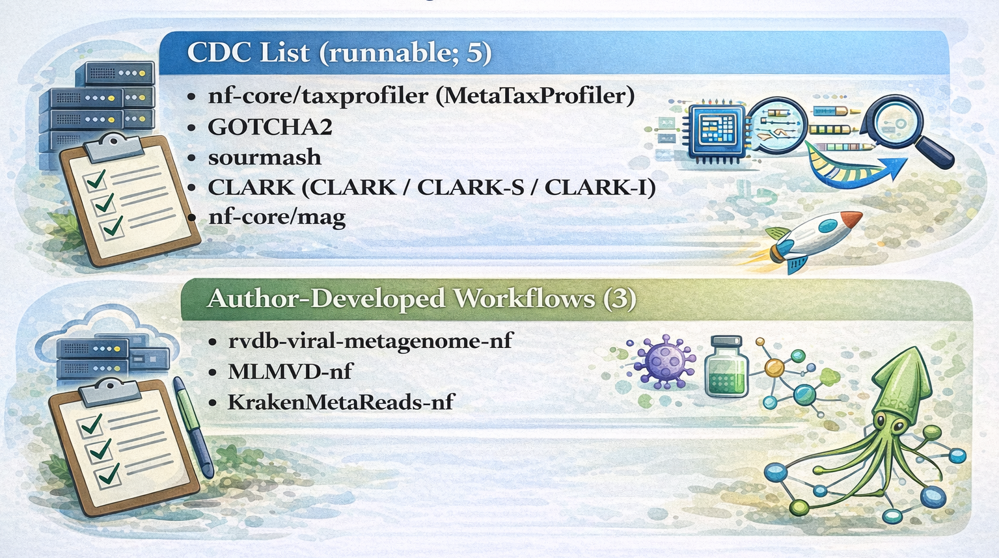 CDC List (runnable; 5)
• nf-core/taxprofiler (MetaTaxProfiler)
• GOTCHA2
• sourmash
• CLARK (CLARK / CLARK-S / CLARK-I)
• nf-core/mag
Author-Developed Workflows (3)
• rvdb-viral-metagenome-nf
• MLMVD-nf
• KrakenMetaReads-nf